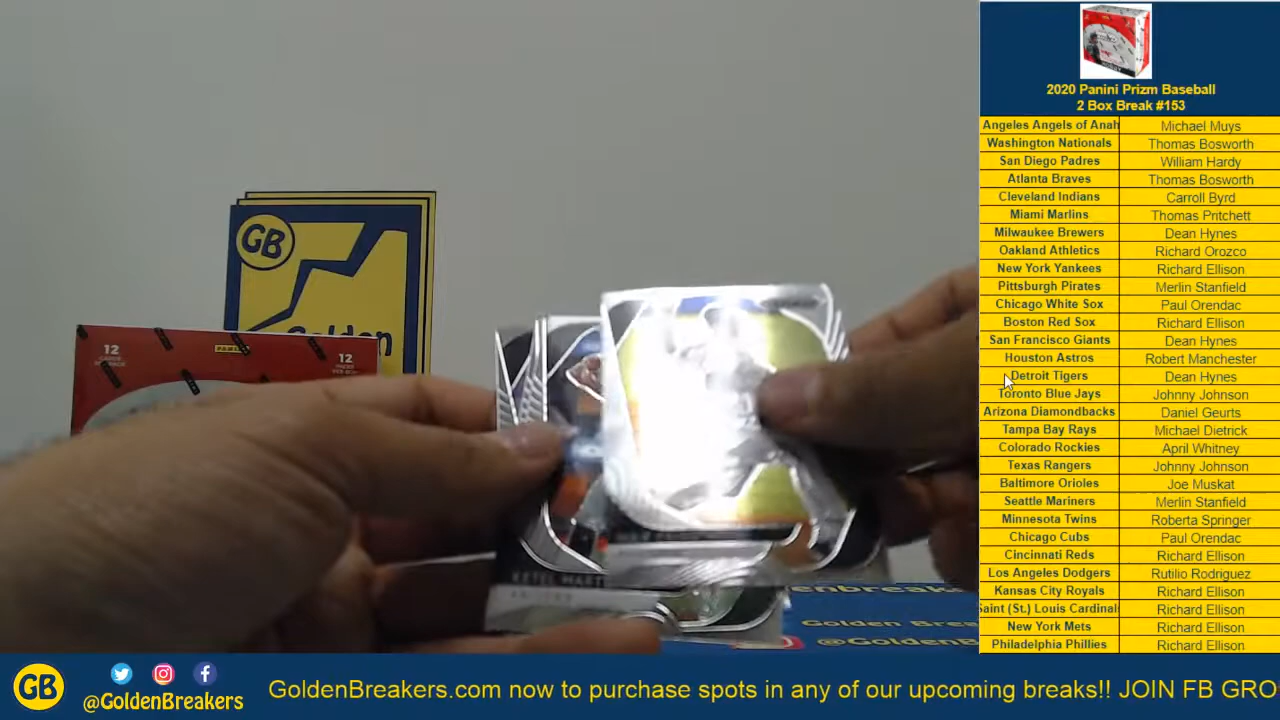 2020 Panini Prizm Baseball
2 Box Break #153
Angeles Angels of Anah Michael Muys
Washington Nationals Thomas Bosworth
San Diego Padres William Hardy
Atlanta Braves Thomas Bosworth
Cleveland Indians Carroll Byrd
Miami Marlins Thomas Pritchett
Milwaukee Brewers Dean Hynes
Oakland Athletics Richard Orozco
New York Yankees Richard Ellison
Pittsburgh Pirates Merlin Stanfield
Chicago White Sox Paul Orendac
Boston Red Sox Richard Ellison
San Francisco Giants Dean Hynes
Houston Astros Robert Manchester
Detroit Tigers Dean Hynes
Toronto Blue Jays Johnny Johnson
Arizona Diamondbacks Daniel Geurts
Tampa Bay Rays Michael Dietrick
Colorado Rockies April Whitney
Texas Rangers Johnny Johnson
Baltimore Orioles Joe Muskat
Seattle Mariners Merlin Stanfield
Minnesota Twins Roberta Springer
Chicago Cubs Paul Orendac
Cincinnati Reds Richard Ellison
Los Angeles Dodgers Rutilio Rodriguez
Kansas City Royals Richard Ellison
Saint (St.) Louis Cardinals Richard Ellison
New York Mets Richard Ellison
Philadelphia Phillies Richard Ellison
GB
Golden
12
PANINI
12
KETEL MART
enbreake
@GoldenB
GB
@GoldenBreakers
GoldenBreakers.com now to purchase spots in any of our upcoming breaks!! JOIN FB GRO